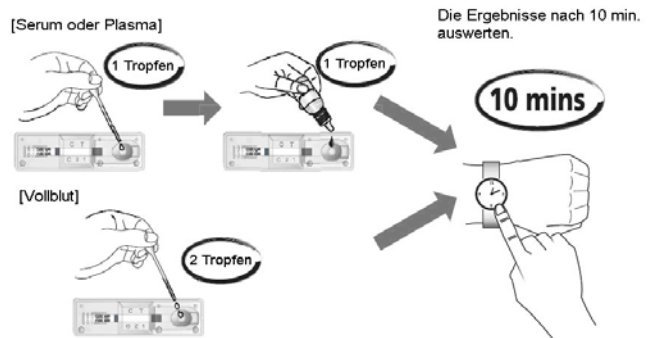 [Serum oder Plasma]
1 Tropfen
1 Tropfen
Die Ergebnisse nach 10 min.
auswerten.
10 mins
[Vollblut]
2 Tropfen